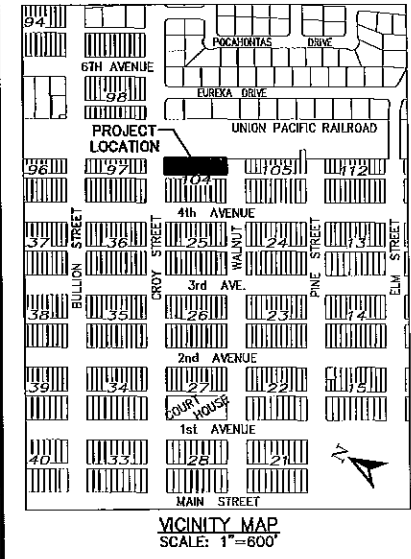 94
POCAHONTAS DRIVE
6TH AVENUE
EUREKA DRIVE
98
PROJECT
LOCATION
UNION PACIFIC RAILROAD
96 97 104 105 112
4th AVENUE
37 36 25 24 13
BULLION STREET
CROY STREET
WALNUT
PINE STREET
ELM STREET
3rd AVE.
38 35 26 23 14
2nd AVENUE
39 34 27 22 15
COURT HOUSE
1st AVENUE
40 33 28 21
N
MAIN STREET
VICINITY MAP
SCALE: 1"=600'